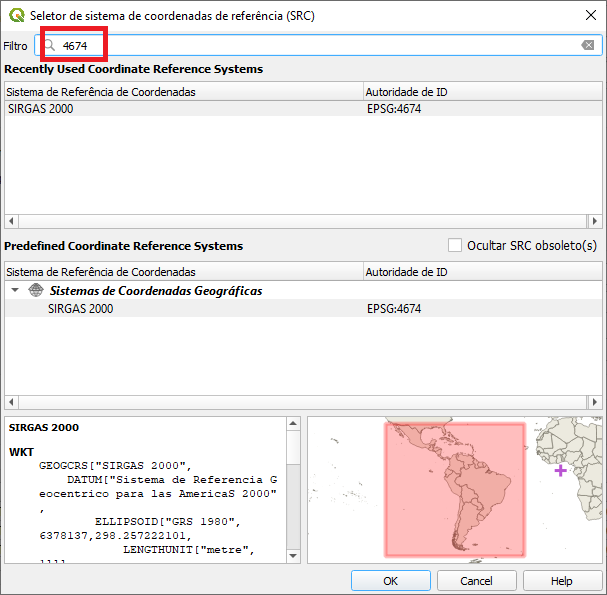 Seletor de sistema de coordenadas de referência (SRC)
Filtro 4674
Recently Used Coordinate Reference Systems
Sistema de Referência de Coordenadas Autoridade de ID
SIRGAS 2000 EPSG:4674
Predefined Coordinate Reference Systems Ocultar SRC obsoleto(s)
Sistema de Referência de Coordenadas Autoridade de ID
Sistemas de Coordenadas Geográficas
SIRGAS 2000 EPSG:4674
SIRGAS 2000
WKT
GEOGCRS["SIRGAS 2000",
DATUM["Sistema de Referencia G
eocentrico para las AmericaS 2000"
,
ELLIPSOID["GRS 1980",
6378137,298.257222101,
LENGTHUNIT["metre",
OK Cancel Help